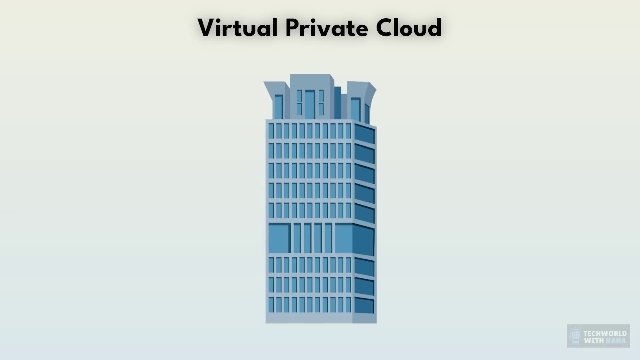 Virtual Private Cloud
TECHWORLD
WITH NANA